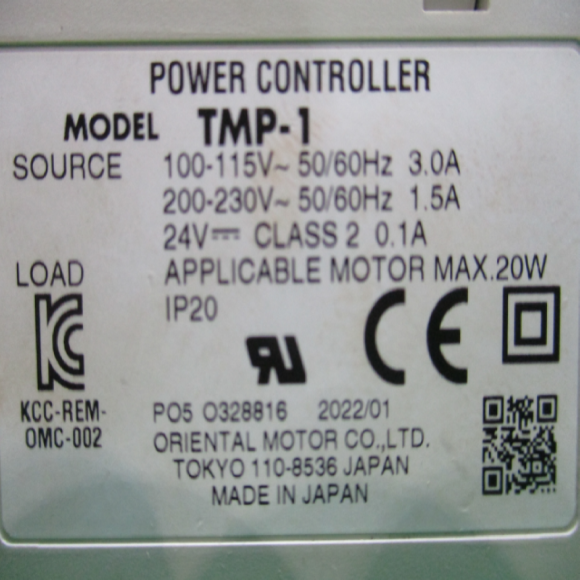 POWER CONTROLLER
MODEL TMP-1
SOURCE 100-115V~ 50/60Hz 3.0A
200-230V~ 50/60Hz 1.5A
24V⎓ CLASS 2 0.1A
LOAD APPLICABLE MOTOR MAX.20W
IP20
KCC-REM-
OMC-002
PO5 O328816 2022/01
ORIENTAL MOTOR CO.,LTD.
TOKYO 110-8536 JAPAN
MADE IN JAPAN